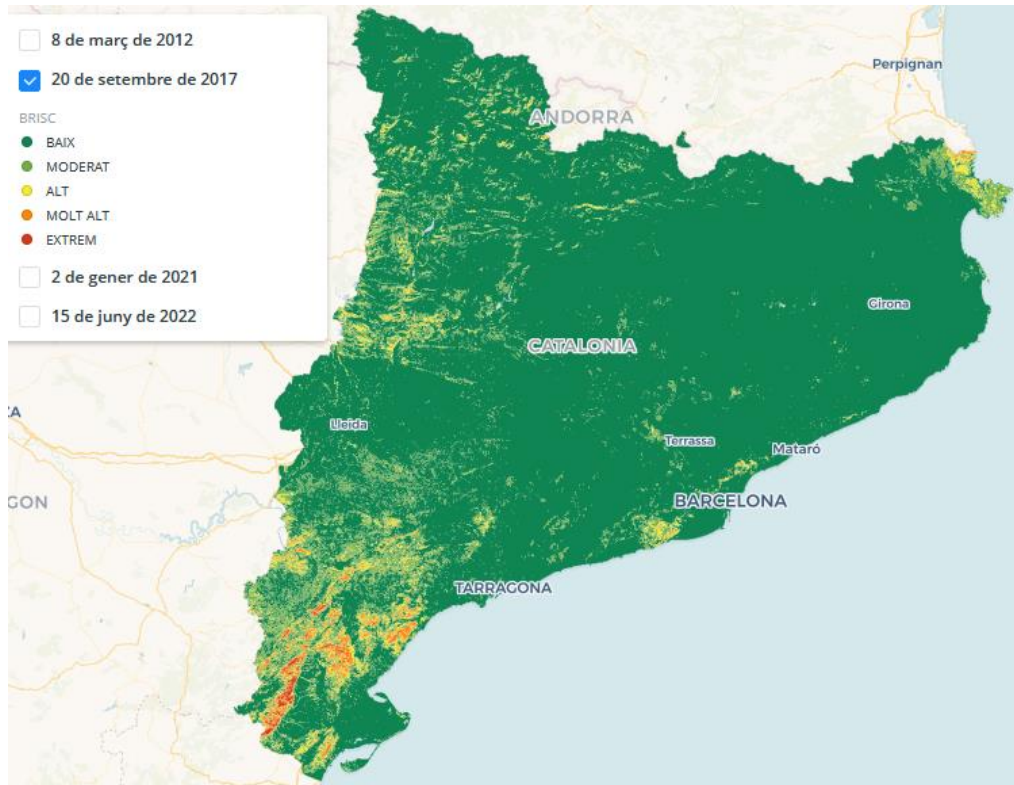 8 de març de 2012
20 de setembre de 2017
BRISC
BAIX
MODERAT
ALT
MOLT ALT
EXTREM
2 de gener de 2021
15 de juny de 2022
Perpignan
ANDORRA
Girona
CATALONIA
Lleida
Terrassa
Mataró
BARCELONA
TARRAGONA
CA
GON